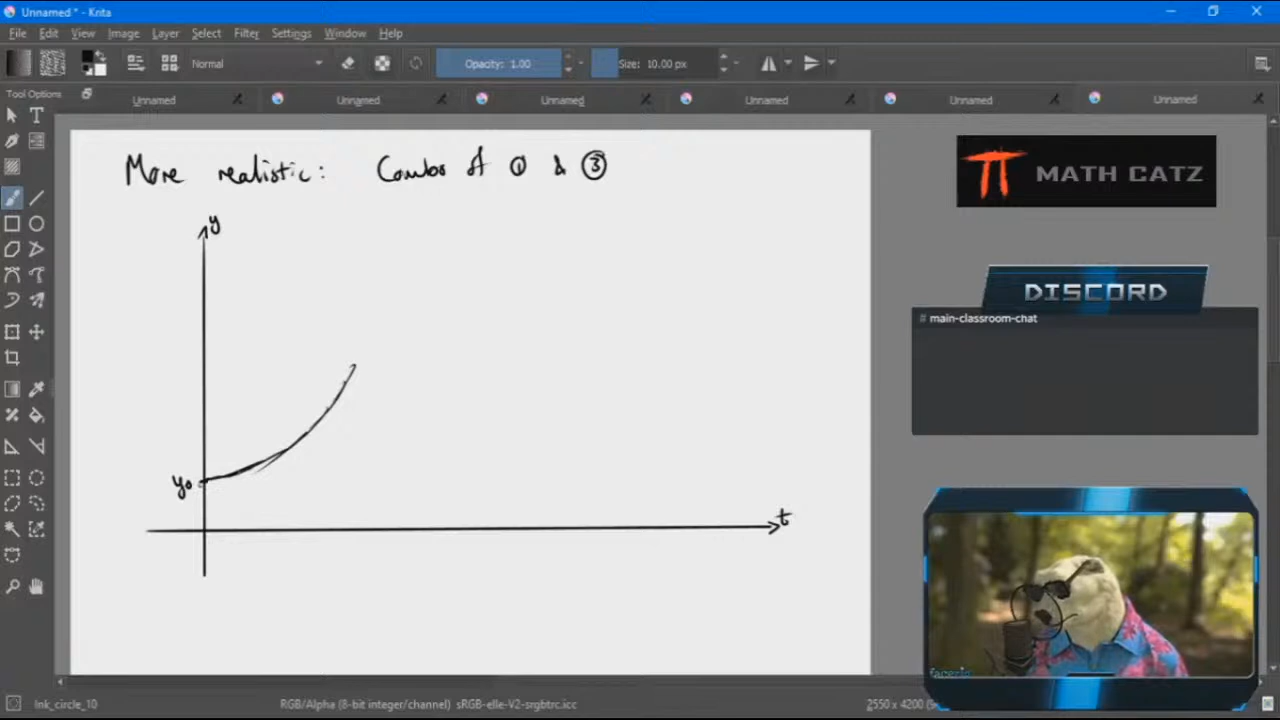 Unnamed * - Krita
File Edit View Image Layer Select Filter Settings Window Help
Normal Opacity: 1.00 Size: 10.00 px
Tool Options
Unnamed Unnamed Unnamed Unnamed Unnamed Unnamed
More realistic: Combo of ① & ③
y
y₀
t
MATH CATZ
DISCORD
# main-classroom-chat
facerig
Ink_circle_10 RGB/Alpha (8-bit integer/channel) sRGB-elle-V2-srgbtrc.icc 2550 x 4200